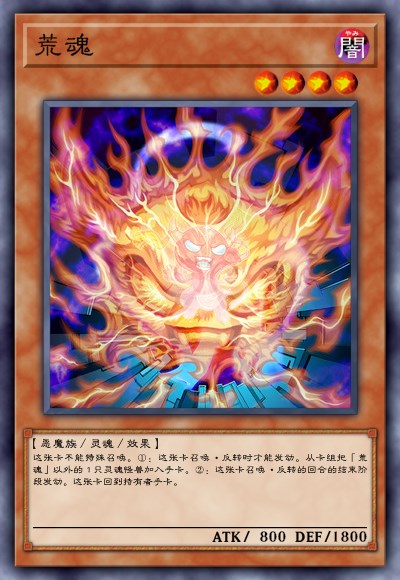 荒魂
やみ
闇
【恶魔族／灵魂／效果】
这张卡不能特殊召唤。①：这张卡召唤·反转时才能发动。从卡组把「荒
魂」以外的1只灵魂怪兽加入手卡。②：这张卡召唤·反转的回合的结束阶
段发动。这张卡回到持有者手卡。
ATK/ 800 DEF/1800